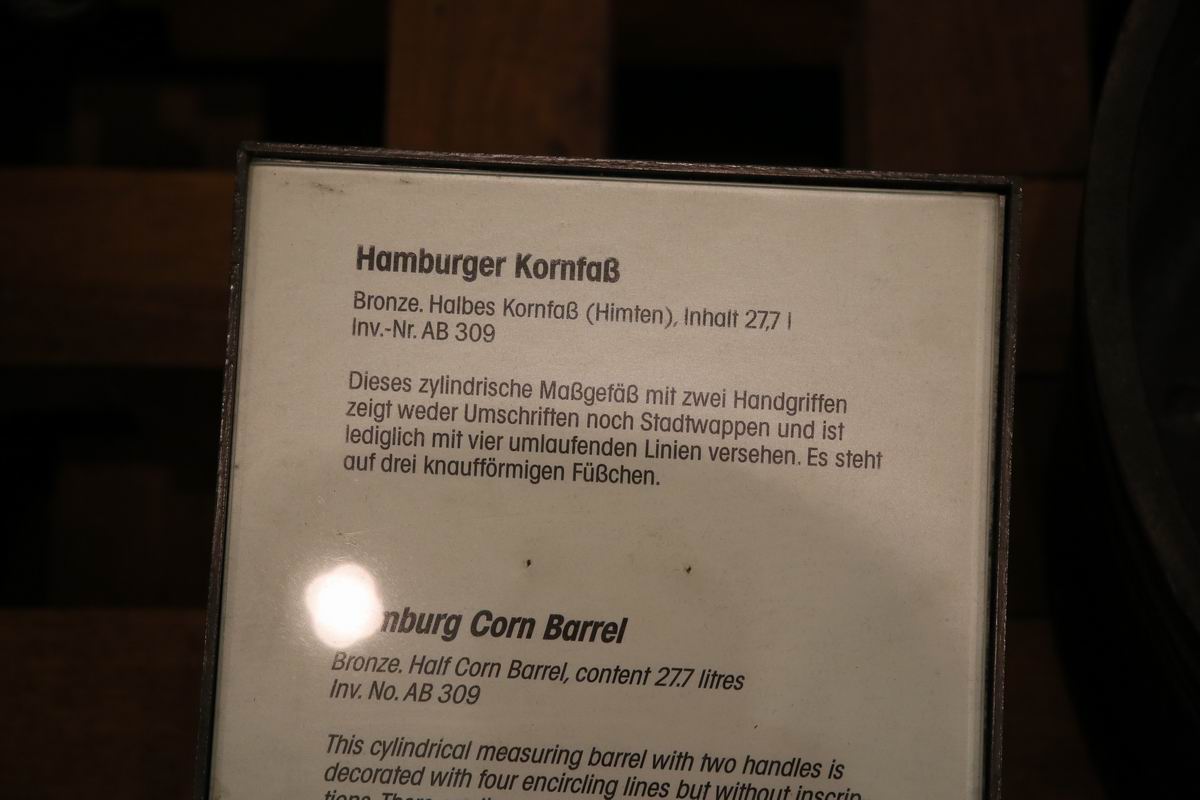 Hamburger Kornfaß
Bronze. Halbes Kornfaß (Himten), Inhalt 27,7 l
Inv.-Nr. AB 309
Dieses zylindrische Maßgefäß mit zwei Handgriffen
zeigt weder Umschriften noch Stadtwappen und ist
lediglich mit vier umlaufenden Linien versehen. Es steht
auf drei knaufförmigen Füßchen.
mburg Corn Barrel
Bronze. Half Corn Barrel, content 27.7 litres
Inv. No. AB 309
This cylindrical measuring barrel with two handles is
decorated with four encircling lines but without inscrip-
tions. There